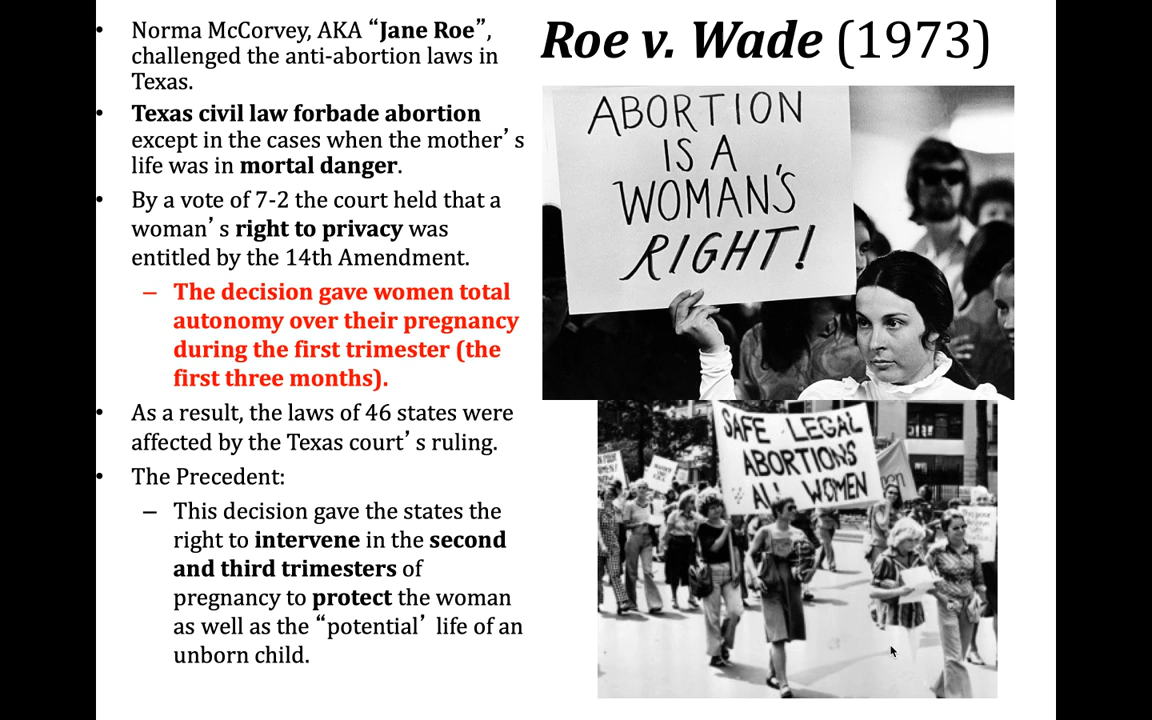 Roe v. Wade (1973)
• Norma McCorvey, AKA “Jane Roe”,
challenged the anti-abortion laws in
Texas.
• Texas civil law forbade abortion
except in the cases when the mother’s
life was in mortal danger.
• By a vote of 7-2 the court held that a
woman’s right to privacy was
entitled by the 14th Amendment.
– The decision gave women total
autonomy over their pregnancy
during the first trimester (the
first three months).
• As a result, the laws of 46 states were
affected by the Texas court’s ruling.
• The Precedent:
– This decision gave the states the
right to intervene in the second
and third trimesters of
pregnancy to protect the woman
as well as the “potential’ life of an
unborn child.
ABORTION
IS A
WOMAN'S
RIGHT!
SAFE LEGAL
ABORTIONS
ALL WOMEN